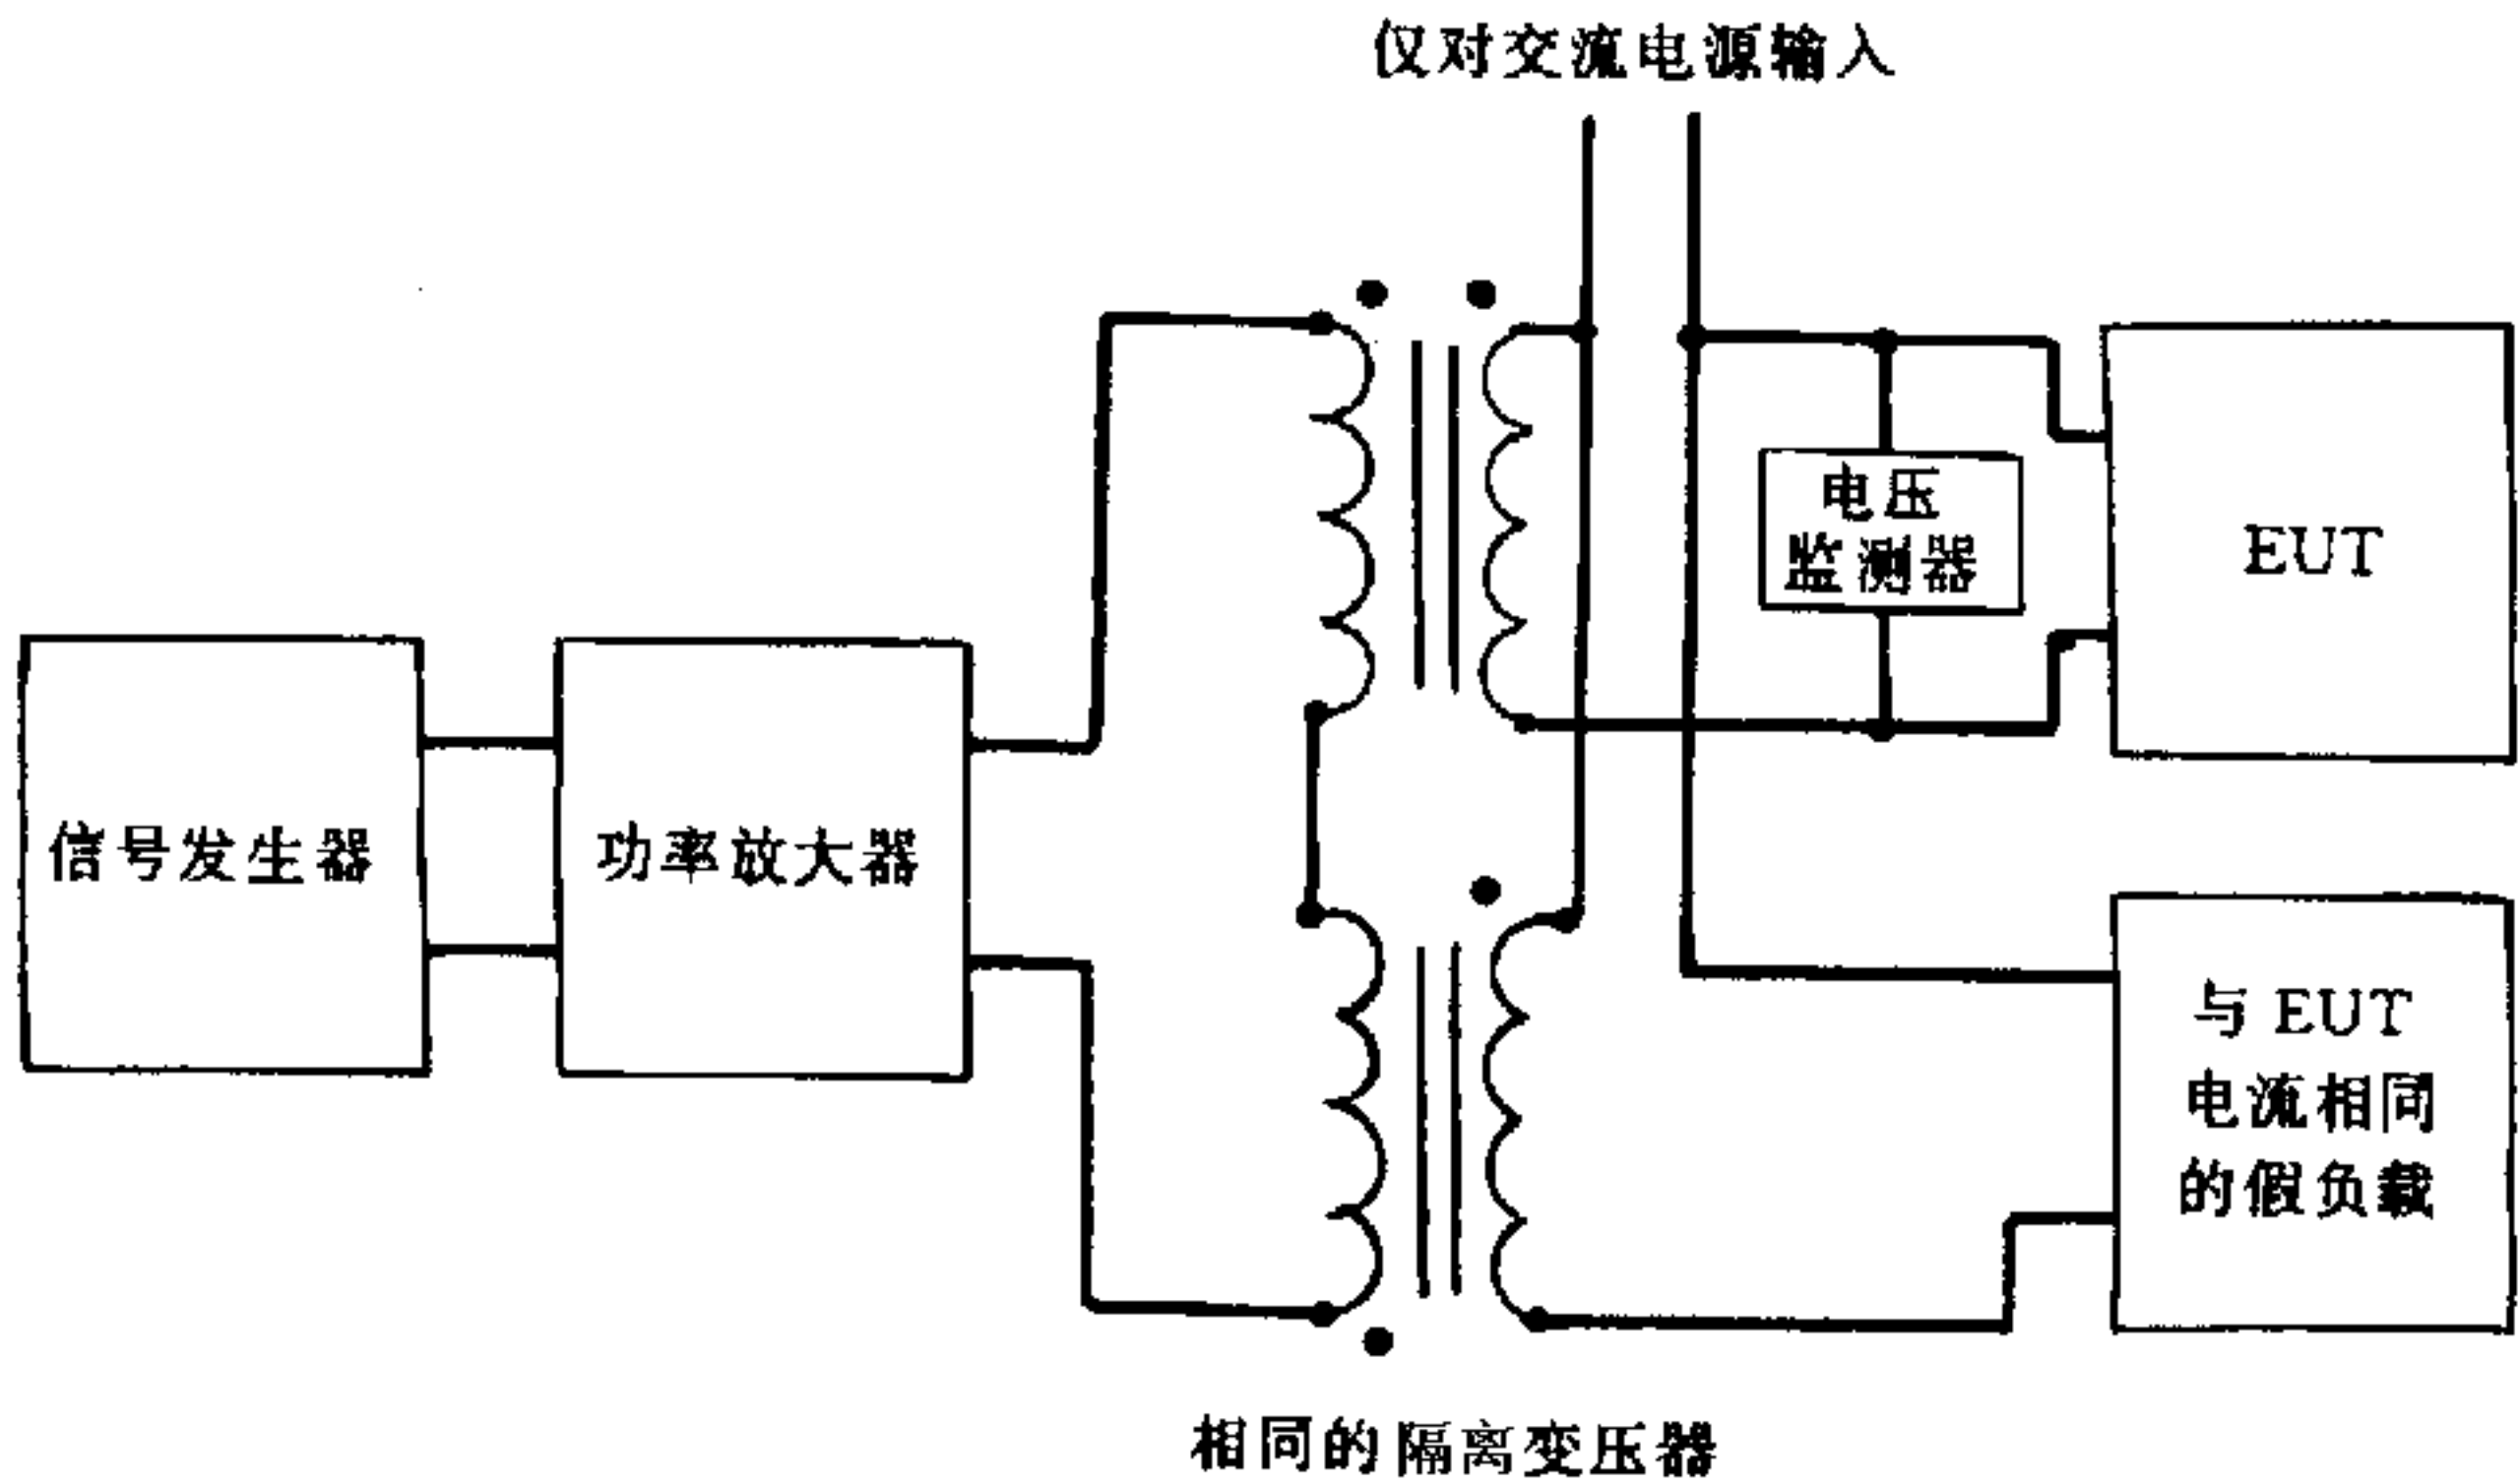 仅对交流电源输入
电压
监测器
EUT
信号发生器
功率放大器
与 EUT
电流相同
的假负载
相同的隔离变压器